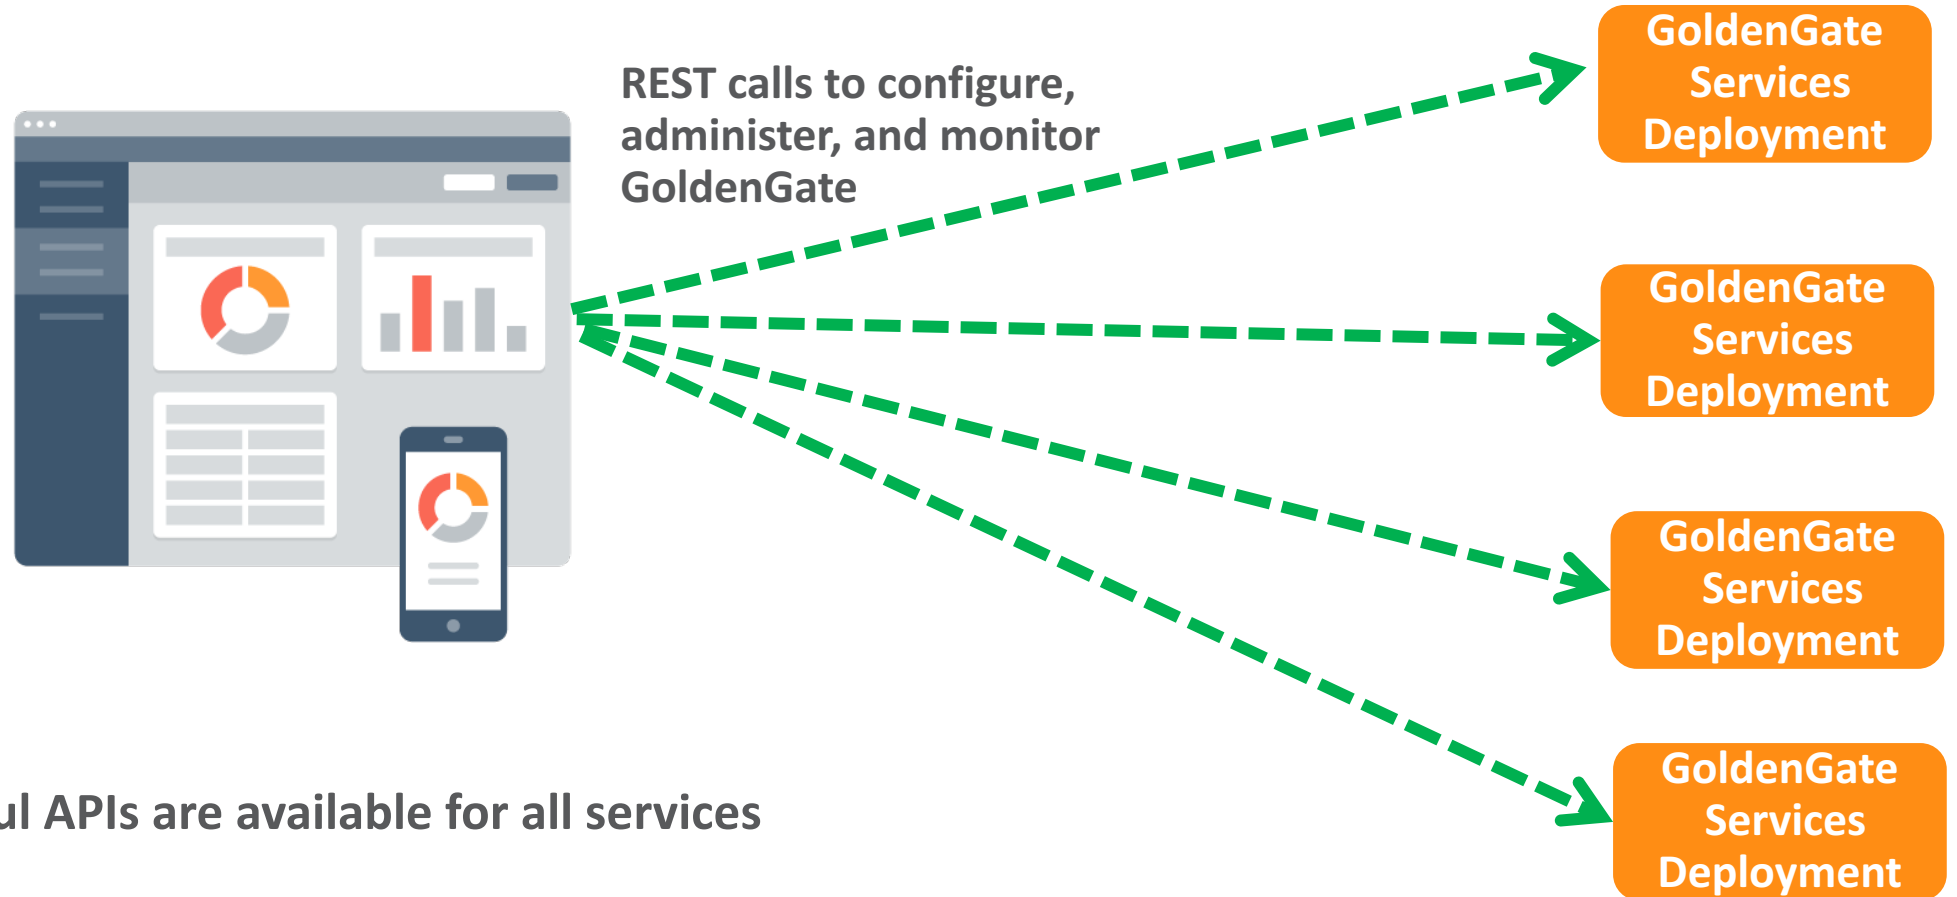 REST calls to configure,
administer, and monitor
GoldenGate
GoldenGate
Services
Deployment
GoldenGate
Services
Deployment
GoldenGate
Services
Deployment
GoldenGate
Services
Deployment
APIs are available for all services